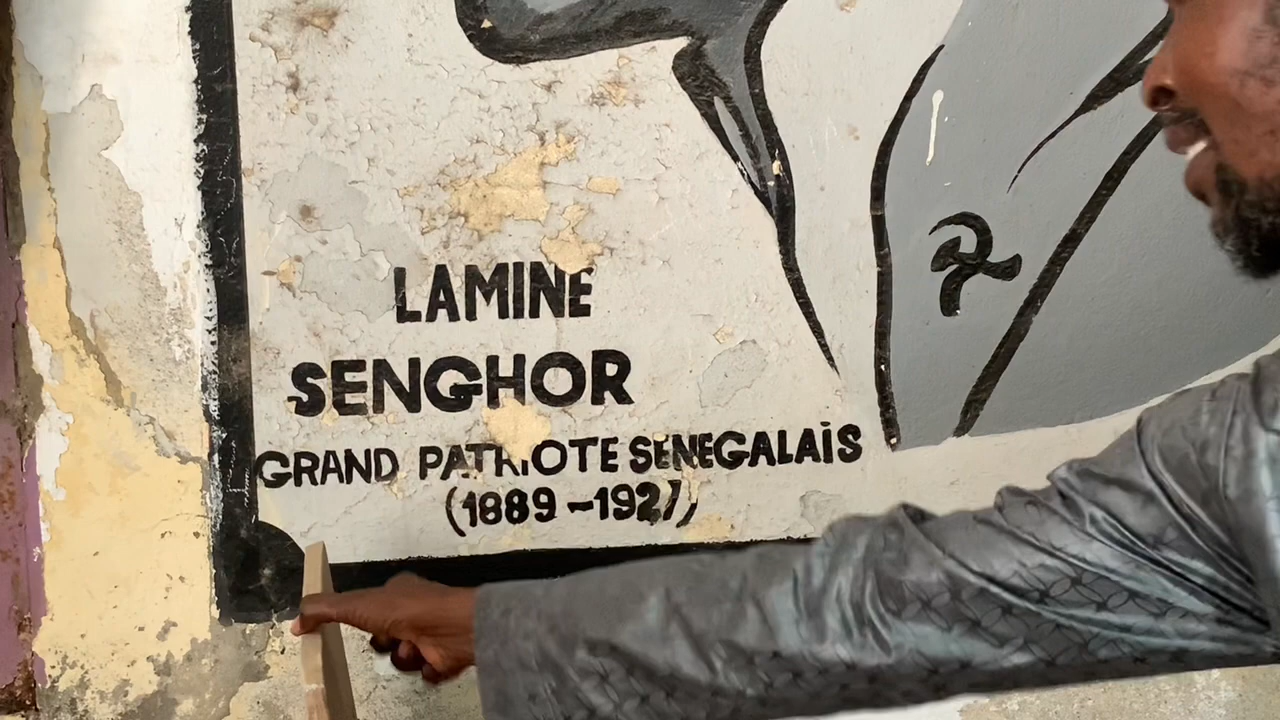 LAMINE
SENGHOR
GRAND PATRIOTE SENEGALAIS
(1889-1927)